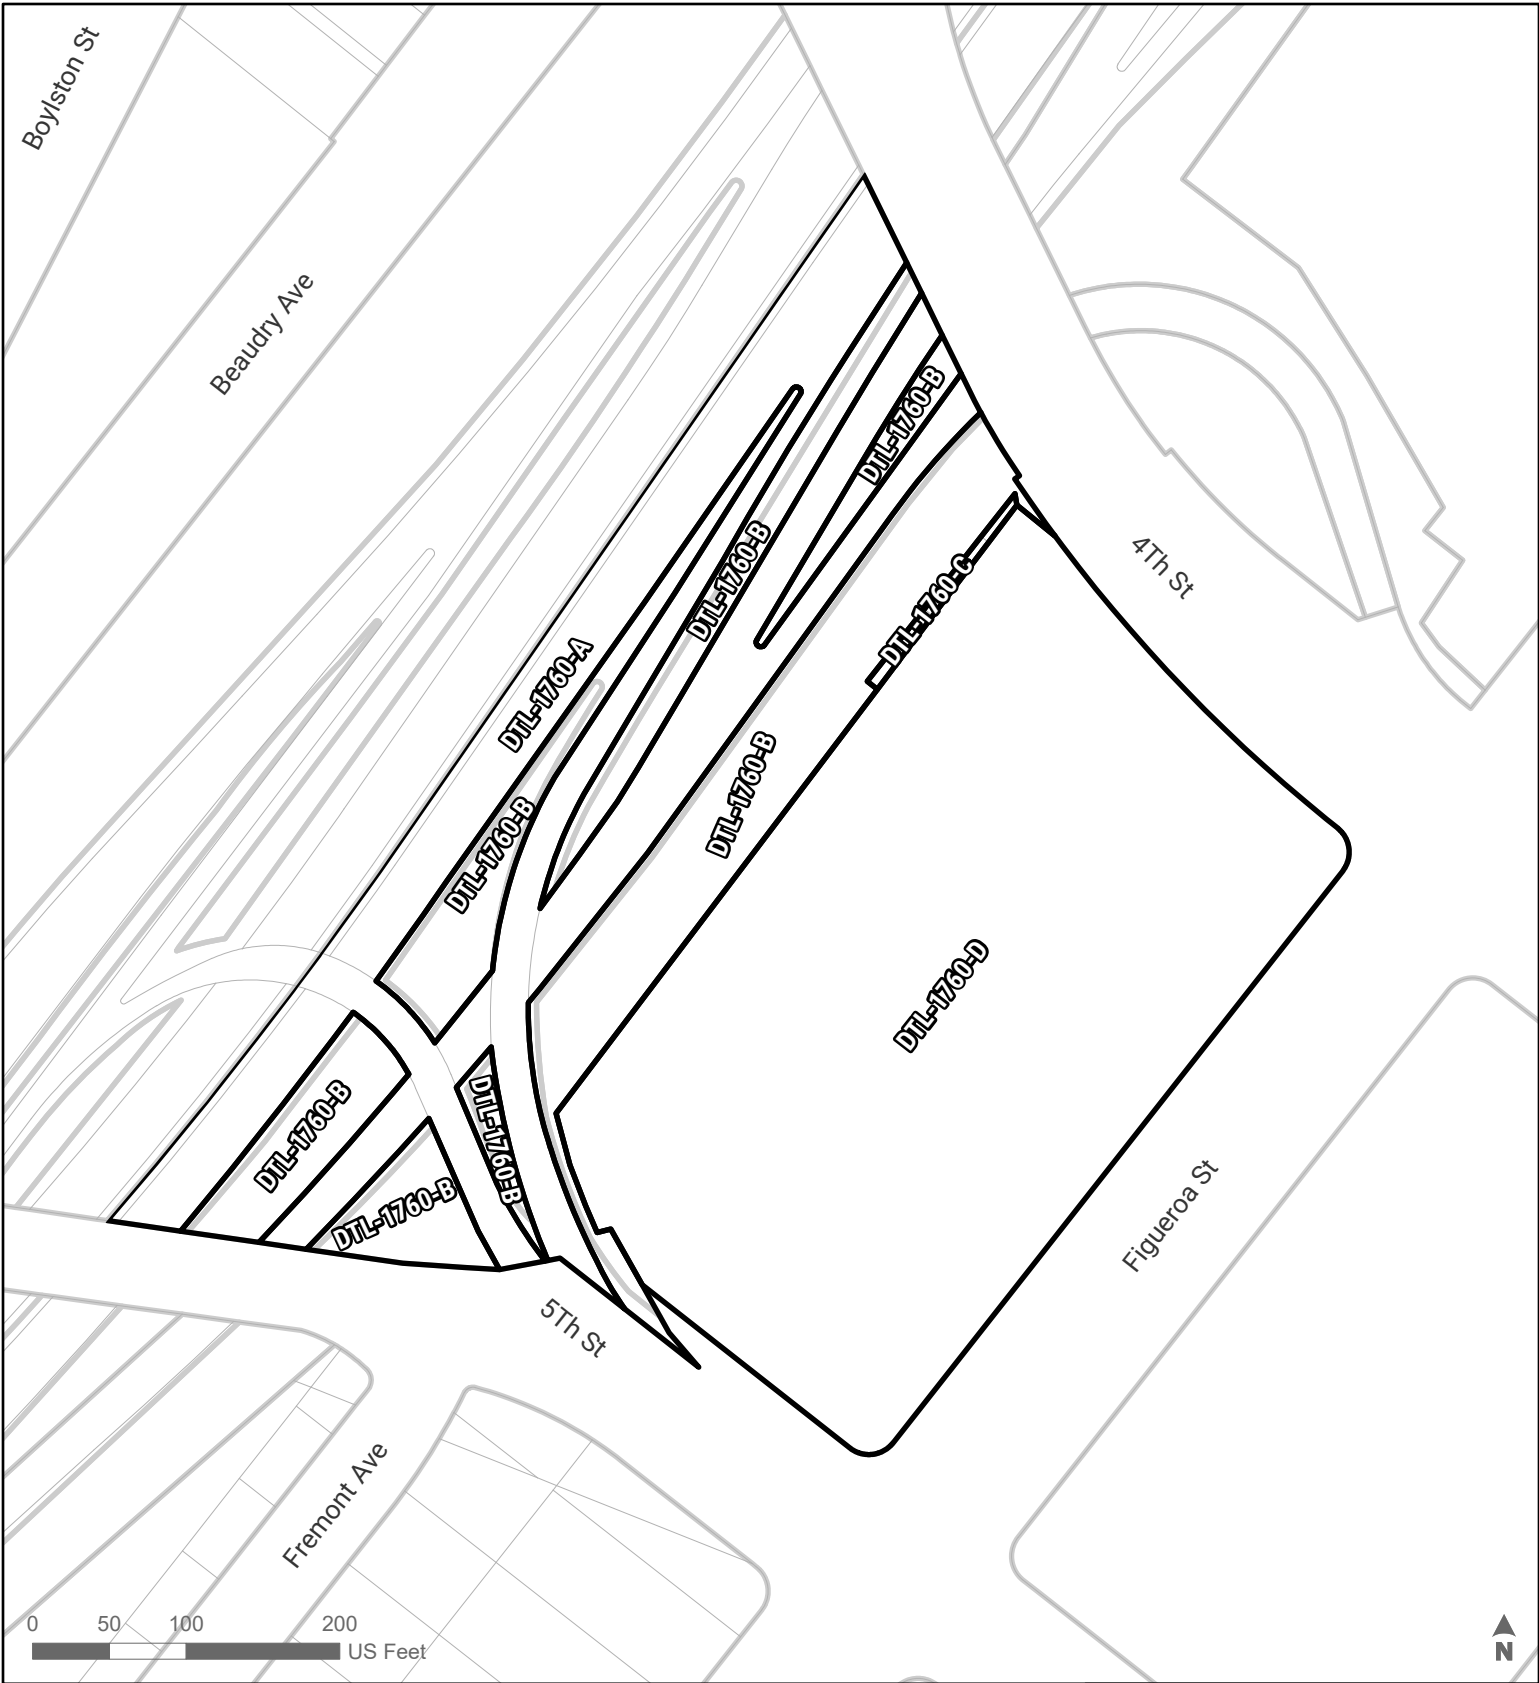 Boylston St
Beaudry Ave
DTL-1760-B
DTL-1760-B
4Th St
DTL-1760-C
DTL-1760-A
DTL-1760-B
DTL-1760-B
DTL-1760-D
DTL-1760-B
DTL-1760-B
DTL-1760-B
Figueroa St
5Th St
Fremont Ave
0 50 100 200
US Feet
N